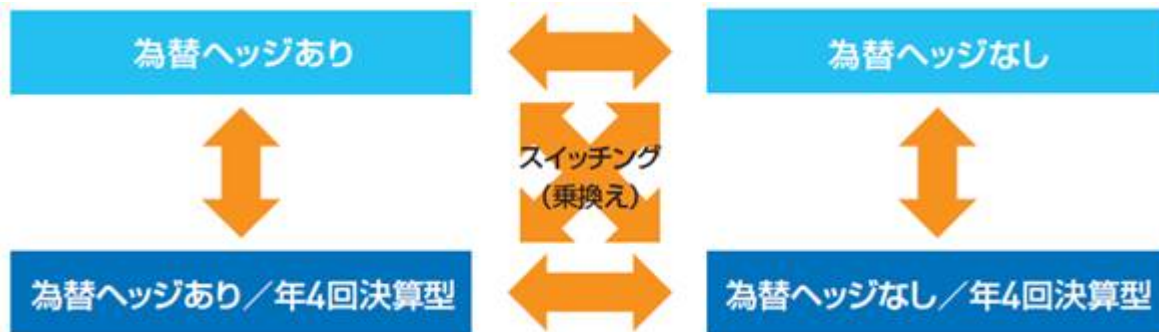 為替ヘッジあり
為替ヘッジなし
スイッチング
(乗換え)
為替ヘッジあり／年4回決算型
為替ヘッジなし／年4回決算型